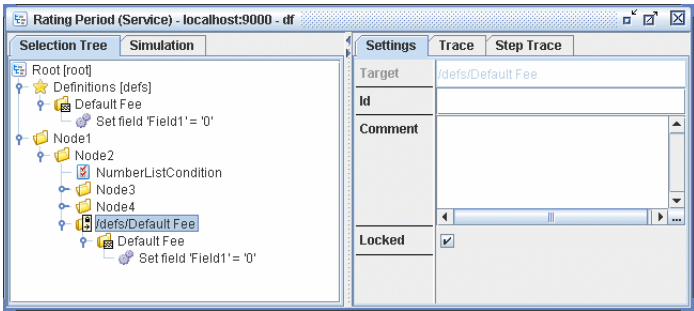 Rating Period (Service) - localhost:9000 - df
Selection Tree Simulation
Root [root]
Definitions [defs]
Default Fee
Set field 'Field1' = '0'
Node1
Node2
NumberListCondition
Node3
Node4
/defs/Default Fee
Default Fee
Set field 'Field1' = '0'
Settings Trace Step Trace
Target /defs/Default Fee
Id
Comment
...
Locked